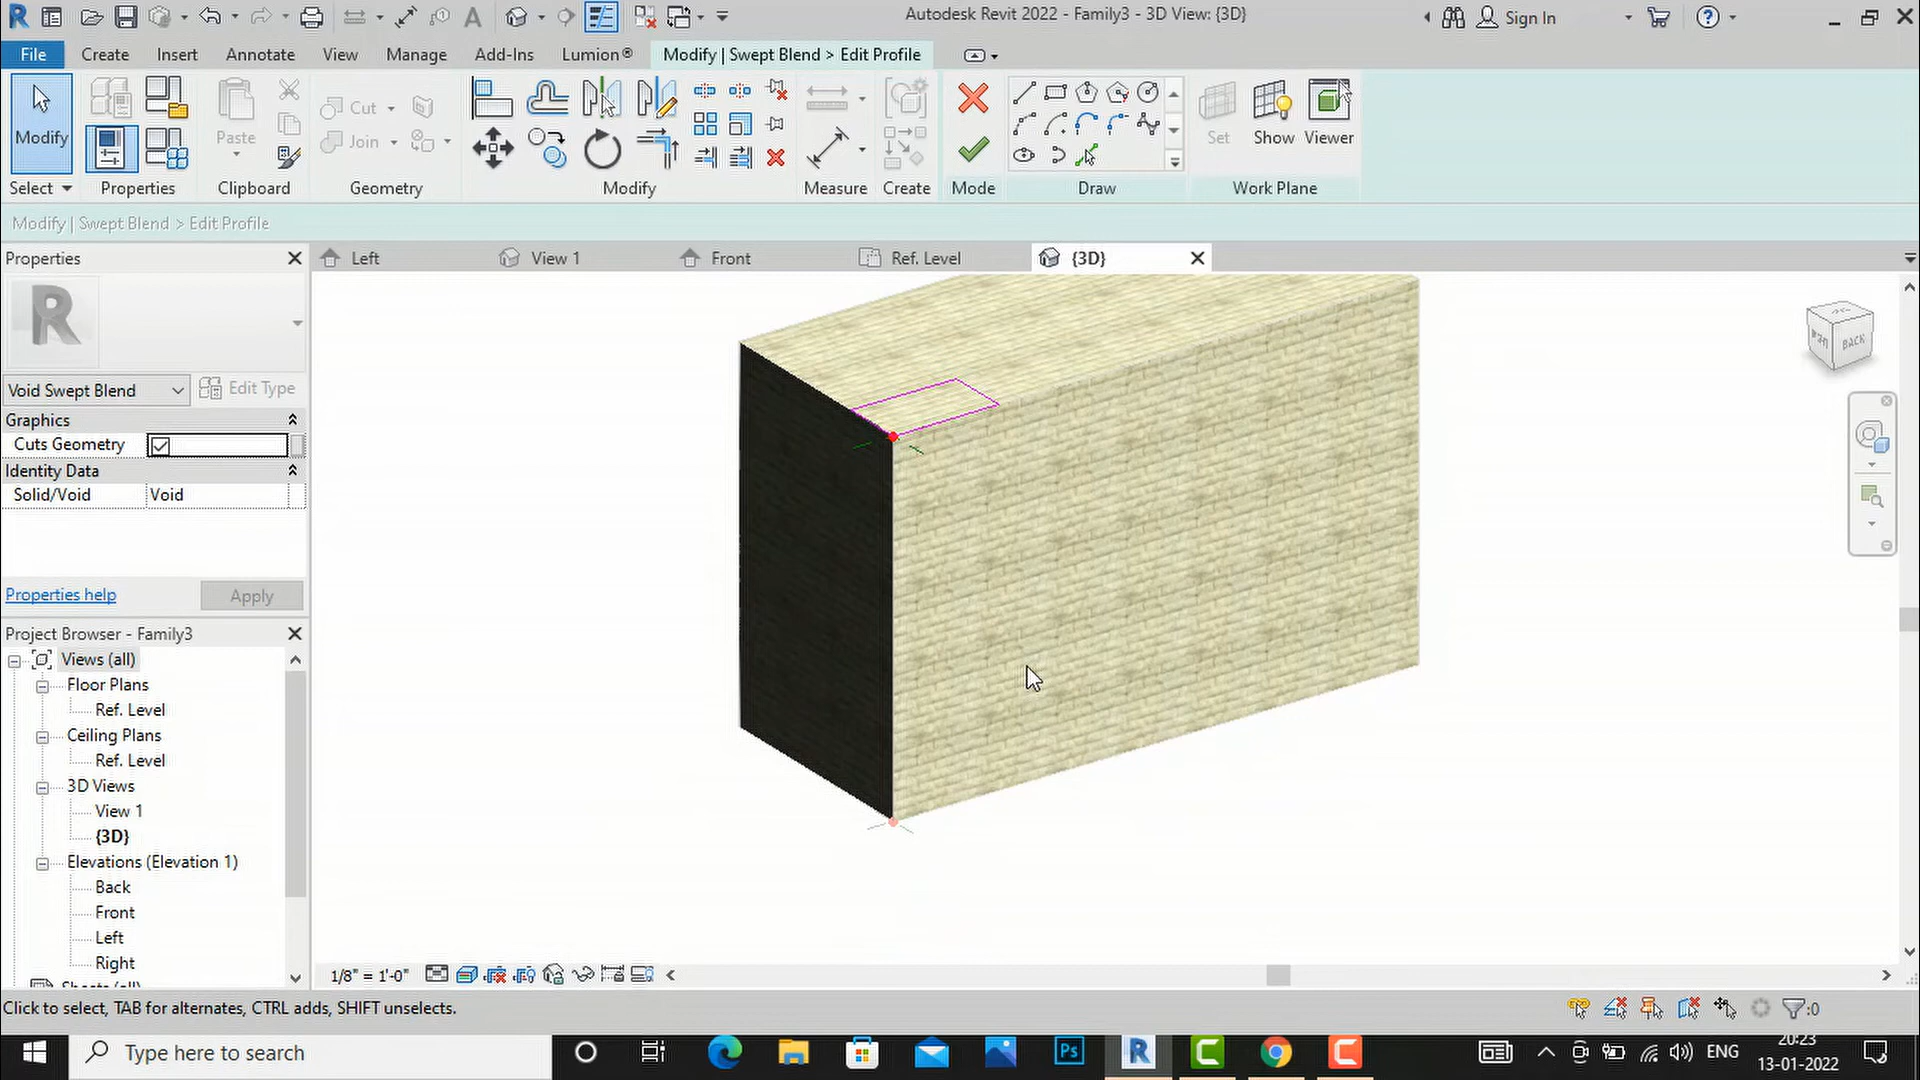 Autodesk Revit 2022 - Family3 - 3D View: {3D}
Sign In
File Create Insert Annotate View Manage Add-Ins Lumion® Modify | Swept Blend > Edit Profile
Modify
Paste
Cut
Join
Set Show Viewer
Select Properties Clipboard Geometry Modify Measure Create Mode Draw Work Plane
Modify | Swept Blend > Edit Profile
Properties
Left View 1 Front Ref. Level {3D}
R
BACK
Void Swept Blend Edit Type
Graphics
Cuts Geometry
Identity Data
Solid/Void Void
Properties help Apply
Project Browser - Family3
Views (all)
Floor Plans
Ref. Level
Ceiling Plans
Ref. Level
3D Views
View 1
{3D}
Elevations (Elevation 1)
Back
Front
Left
Right
Sheets (all)
1/8" = 1'-0"
Click to select, TAB for alternates, CTRL adds, SHIFT unselects.
:0
Type here to search
Ps
R
ENG
20:23
13-01-2022